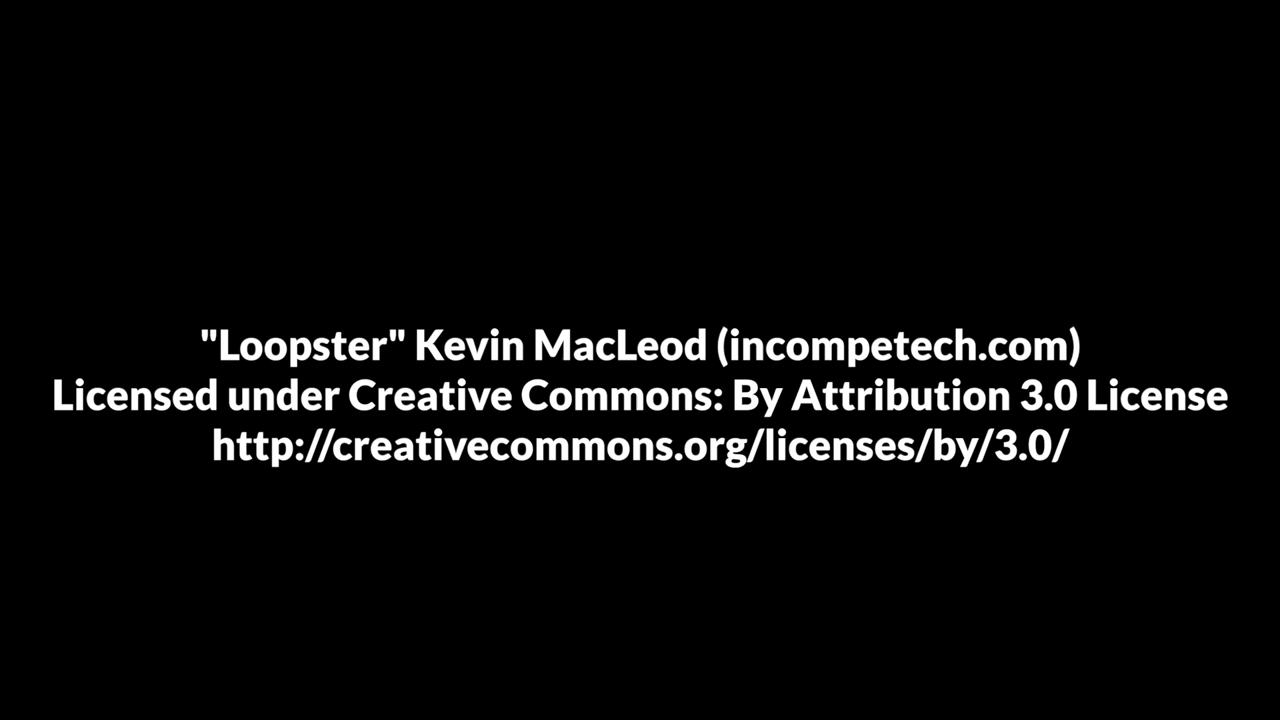 "Loopster" Kevin MacLeod (incompetech.com)
Licensed under Creative Commons: By Attribution 3.0 License
http://creativecommons.org/licenses/by/3.0/